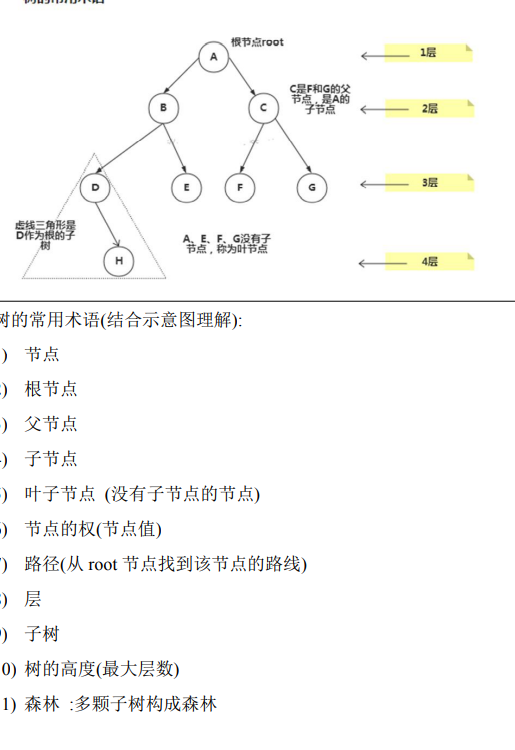 树的常用术语
根节点root
A
1层
C是F和G的父
节点，是A的
子节点
B
C
2层
D
E
F
G
3层
虚线三角形是
D作为根的子
树
A、E、F、G没有子
节点，称为叶节点
H
4层
树的常用术语(结合示意图理解):
) 节点
) 根节点
) 父节点
) 子节点
) 叶子节点 (没有子节点的节点)
) 节点的权(节点值)
) 路径(从 root 节点找到该节点的路线)
) 层
) 子树
0) 树的高度(最大层数)
1) 森林 :多颗子树构成森林